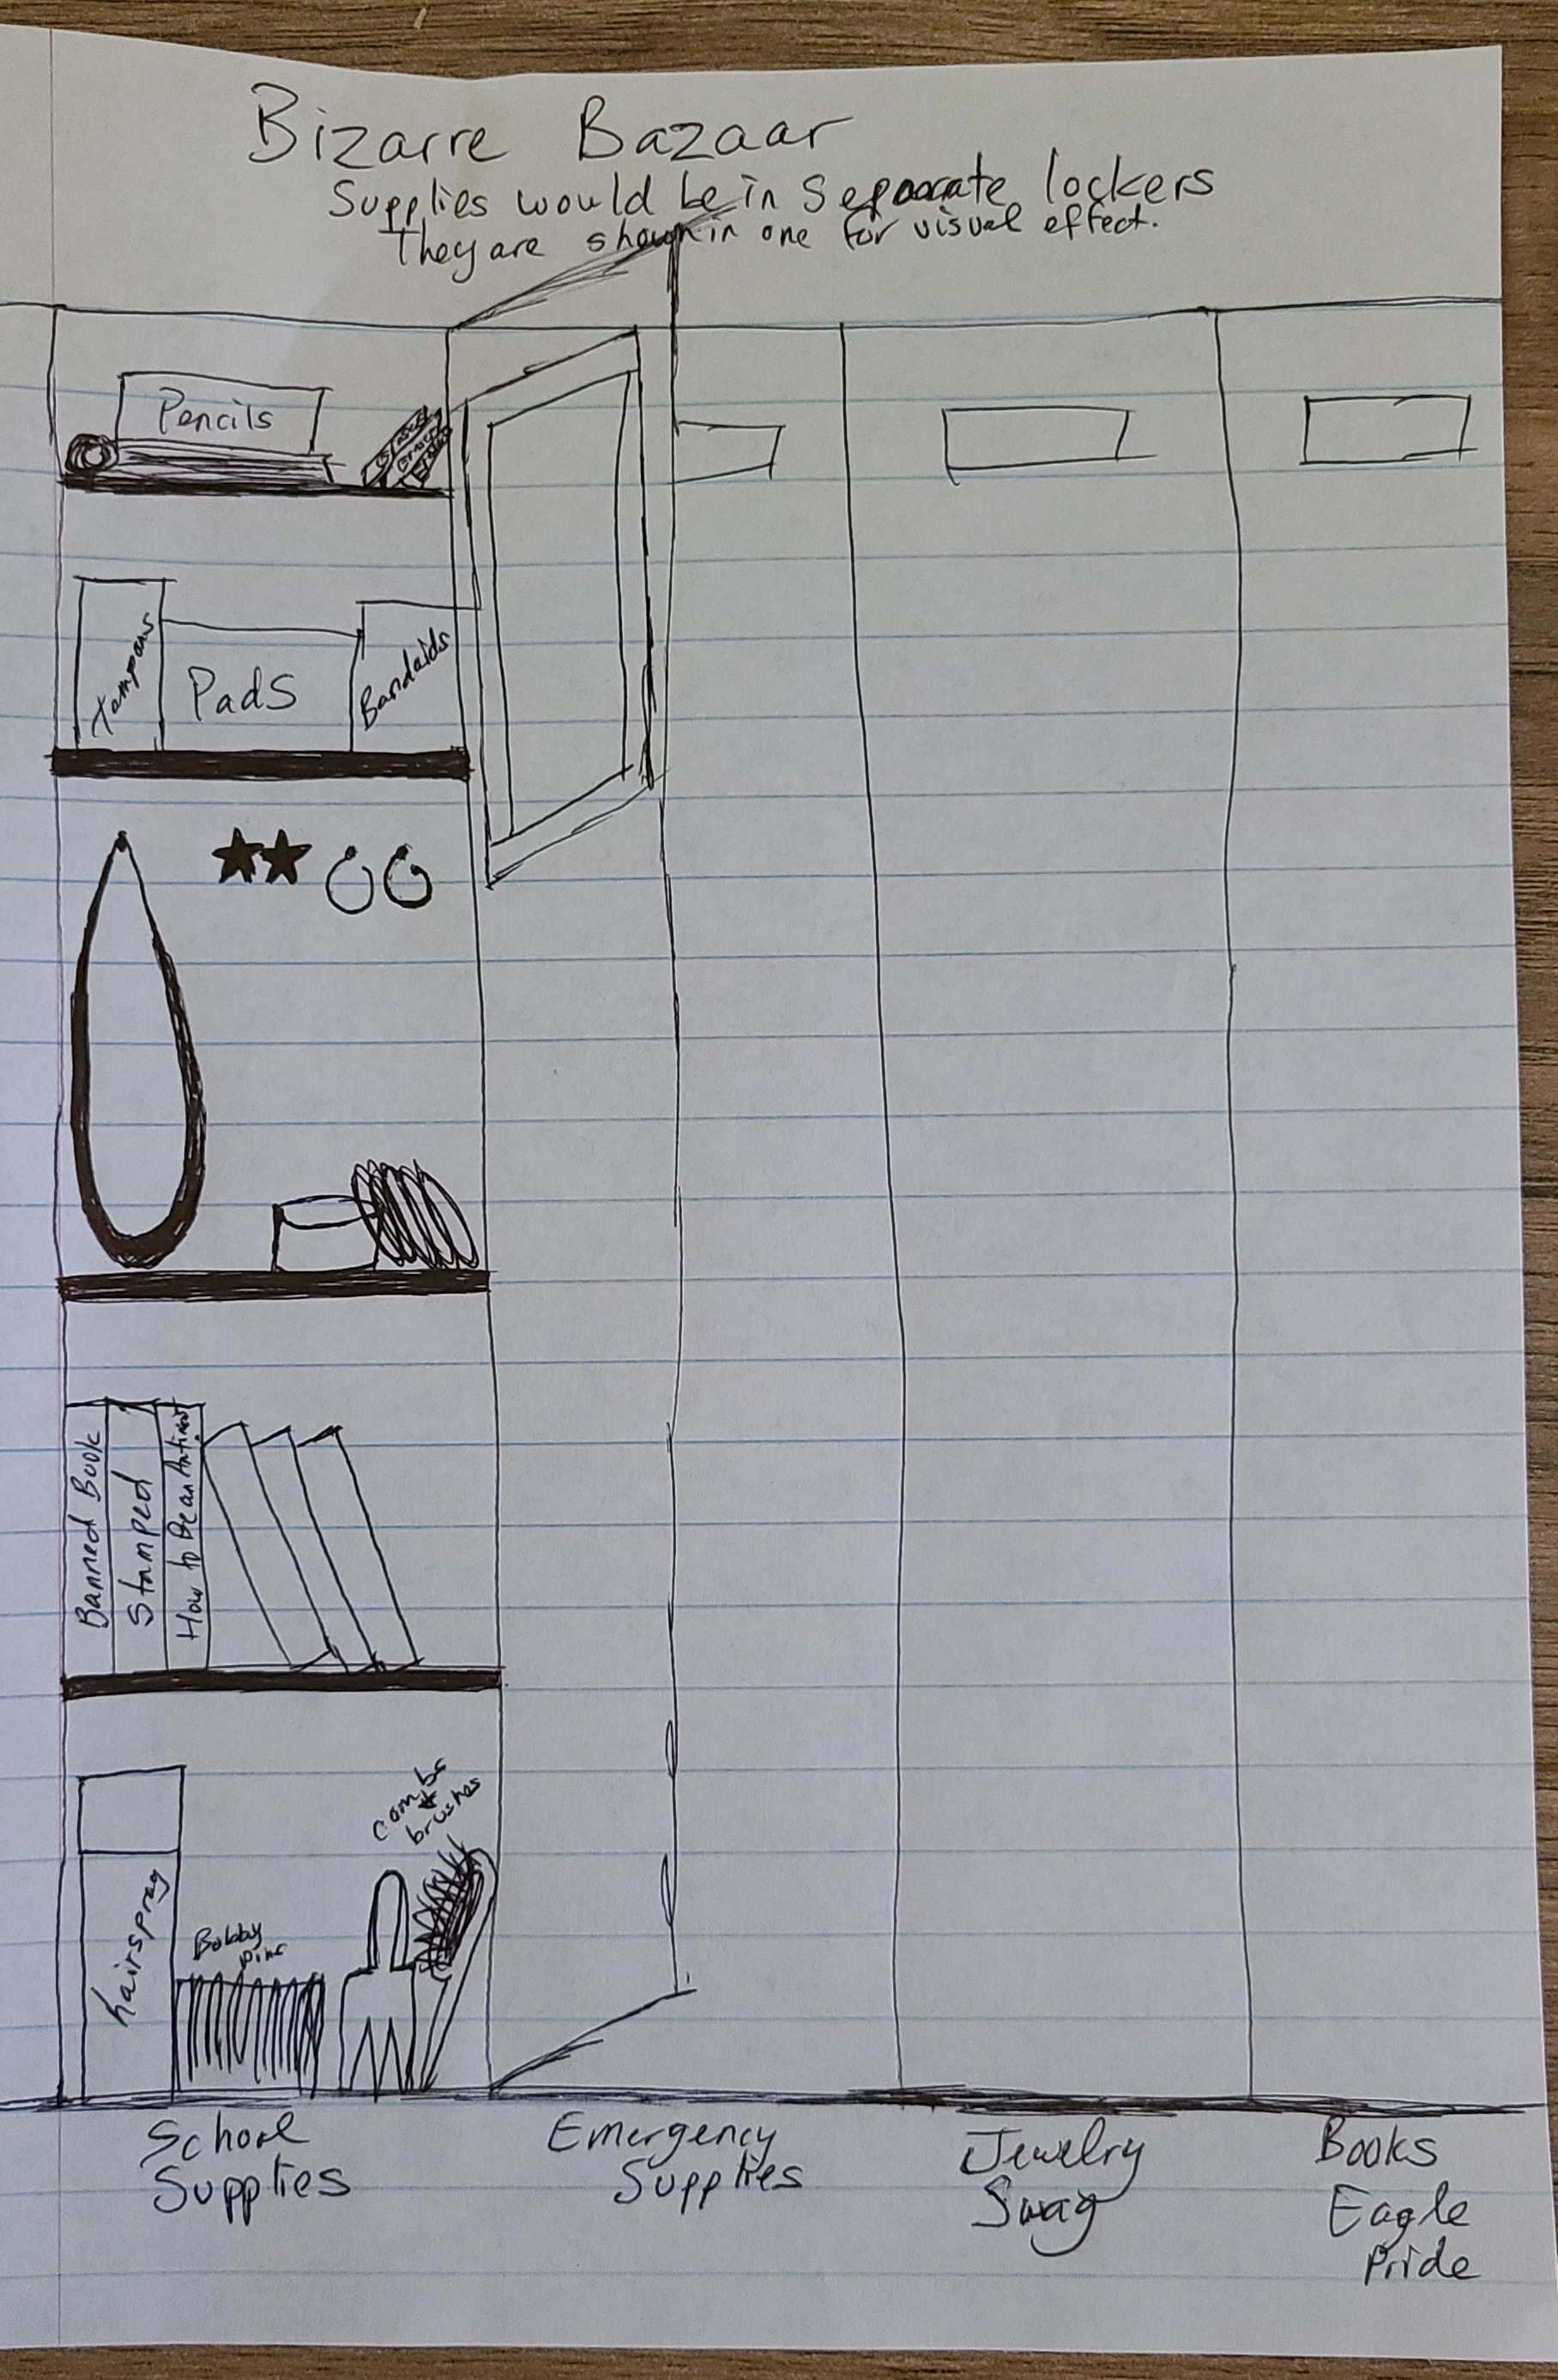 Bizarre Bazaar
Supplies would be in Separate lockers
They are shown in one for visual effect.
Pencils
Tampons
Pads
Bandaids
Banned Book
Stamped
How to Be an Antiracist
combs
&
brushes
hairspray
Bobby
pins
School
Supplies
Emergency
Supplies
Jewelry
Swag
Books
Eagle
Pride